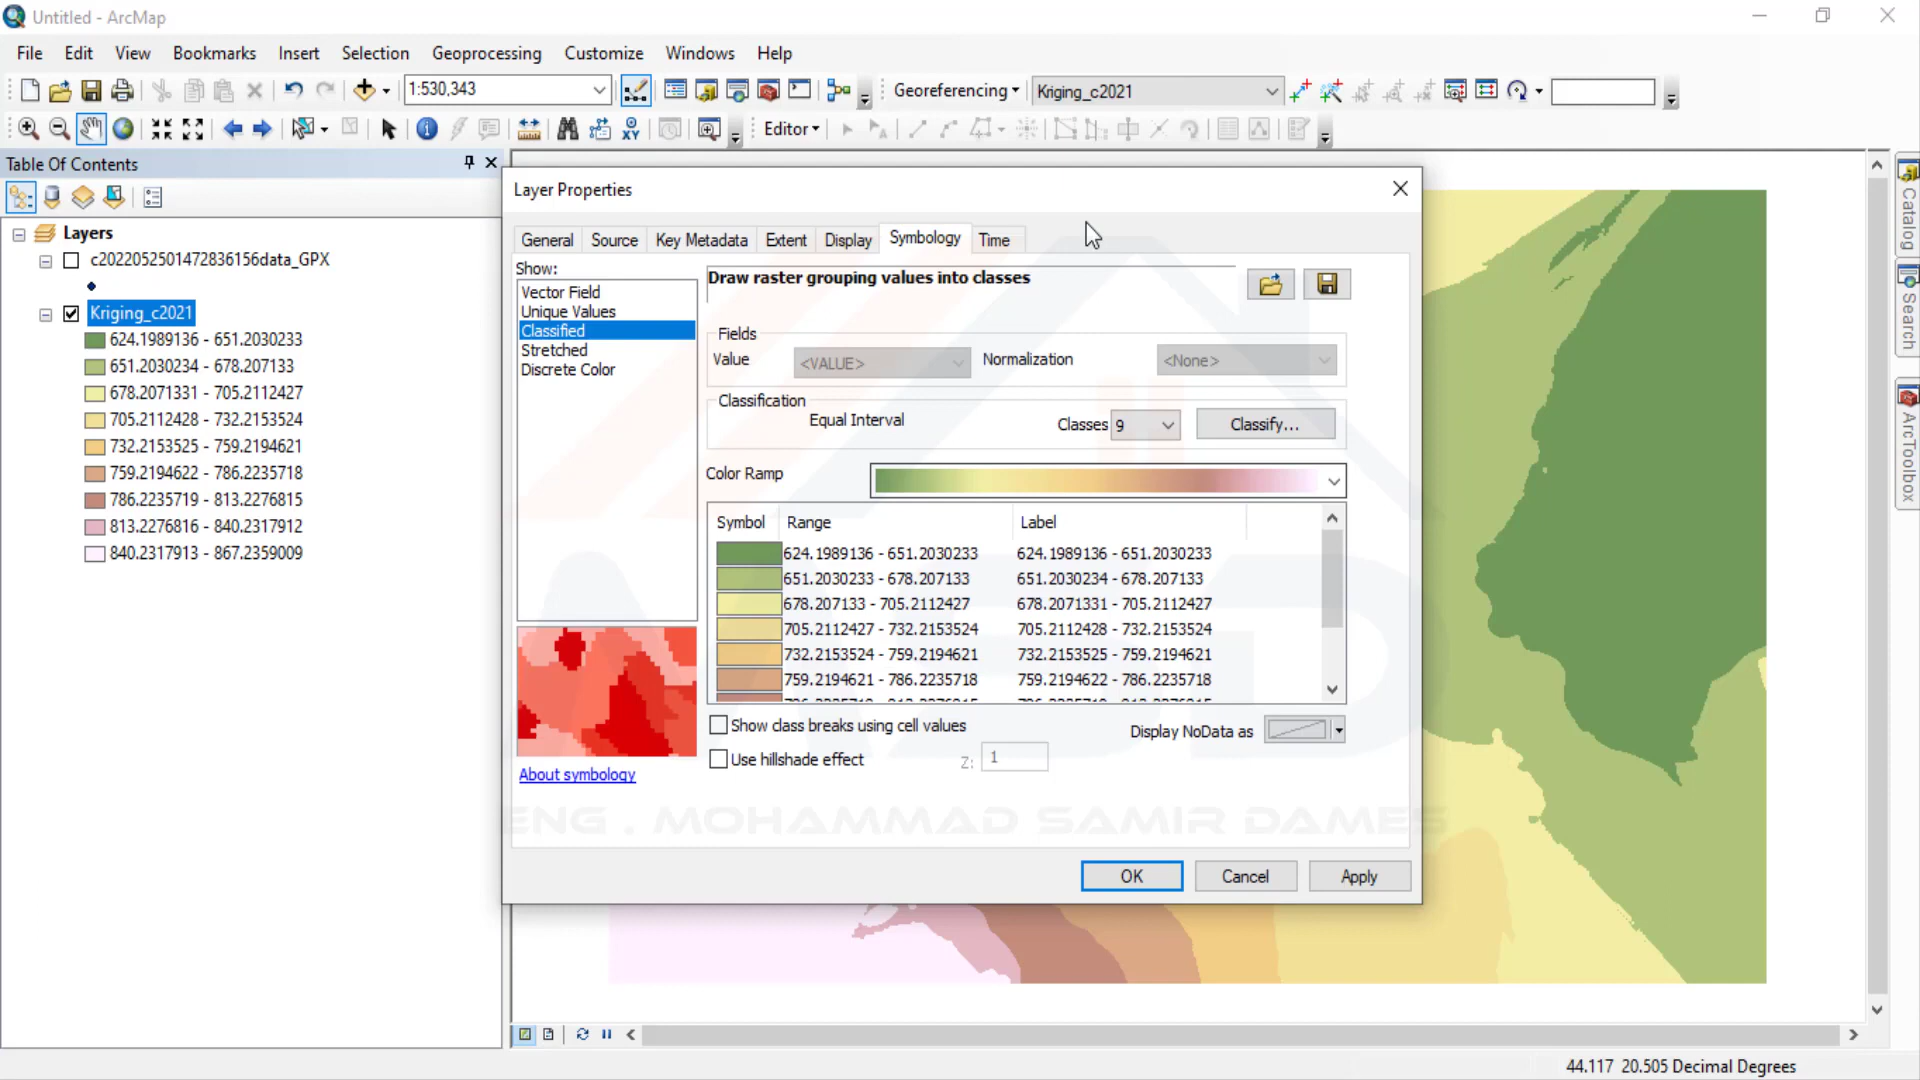 Untitled - ArcMap
File Edit View Bookmarks Insert Selection Geoprocessing Customize Windows Help
1:530,343 Georeferencing Kriging_c2021
XY Editor
Table Of Contents
Layers
c2022052501472836156data_GPX
Kriging_c2021
624.1989136 - 651.2030233
651.2030234 - 678.207133
678.2071331 - 705.2112427
705.2112428 - 732.2153524
732.2153525 - 759.2194621
759.2194622 - 786.2235718
786.2235719 - 813.2276815
813.2276816 - 840.2317912
840.2317913 - 867.2359009
Layer Properties
General Source Key Metadata Extent Display Symbology Time
Show:
Vector Field
Unique Values
Classified
Stretched
Discrete Color
About symbology
Draw raster grouping values into classes
Fields
Value <VALUE> Normalization <None>
Classification
Equal Interval Classes 9 Classify...
Color Ramp
Symbol Range Label
624.1989136 - 651.2030233 624.1989136 - 651.2030233
651.2030233 - 678.207133 651.2030234 - 678.207133
678.207133 - 705.2112427 678.2071331 - 705.2112427
705.2112427 - 732.2153524 705.2112428 - 732.2153524
732.2153524 - 759.2194621 732.2153525 - 759.2194621
759.2194621 - 786.2235718 759.2194622 - 786.2235718
Show class breaks using cell values Display NoData as
Use hillshade effect Z: 1
ENG . MOHAMMAD SAMIR DAMES
OK Cancel Apply
Catalog
Search
ArcToolbox
44.117 20.505 Decimal Degrees